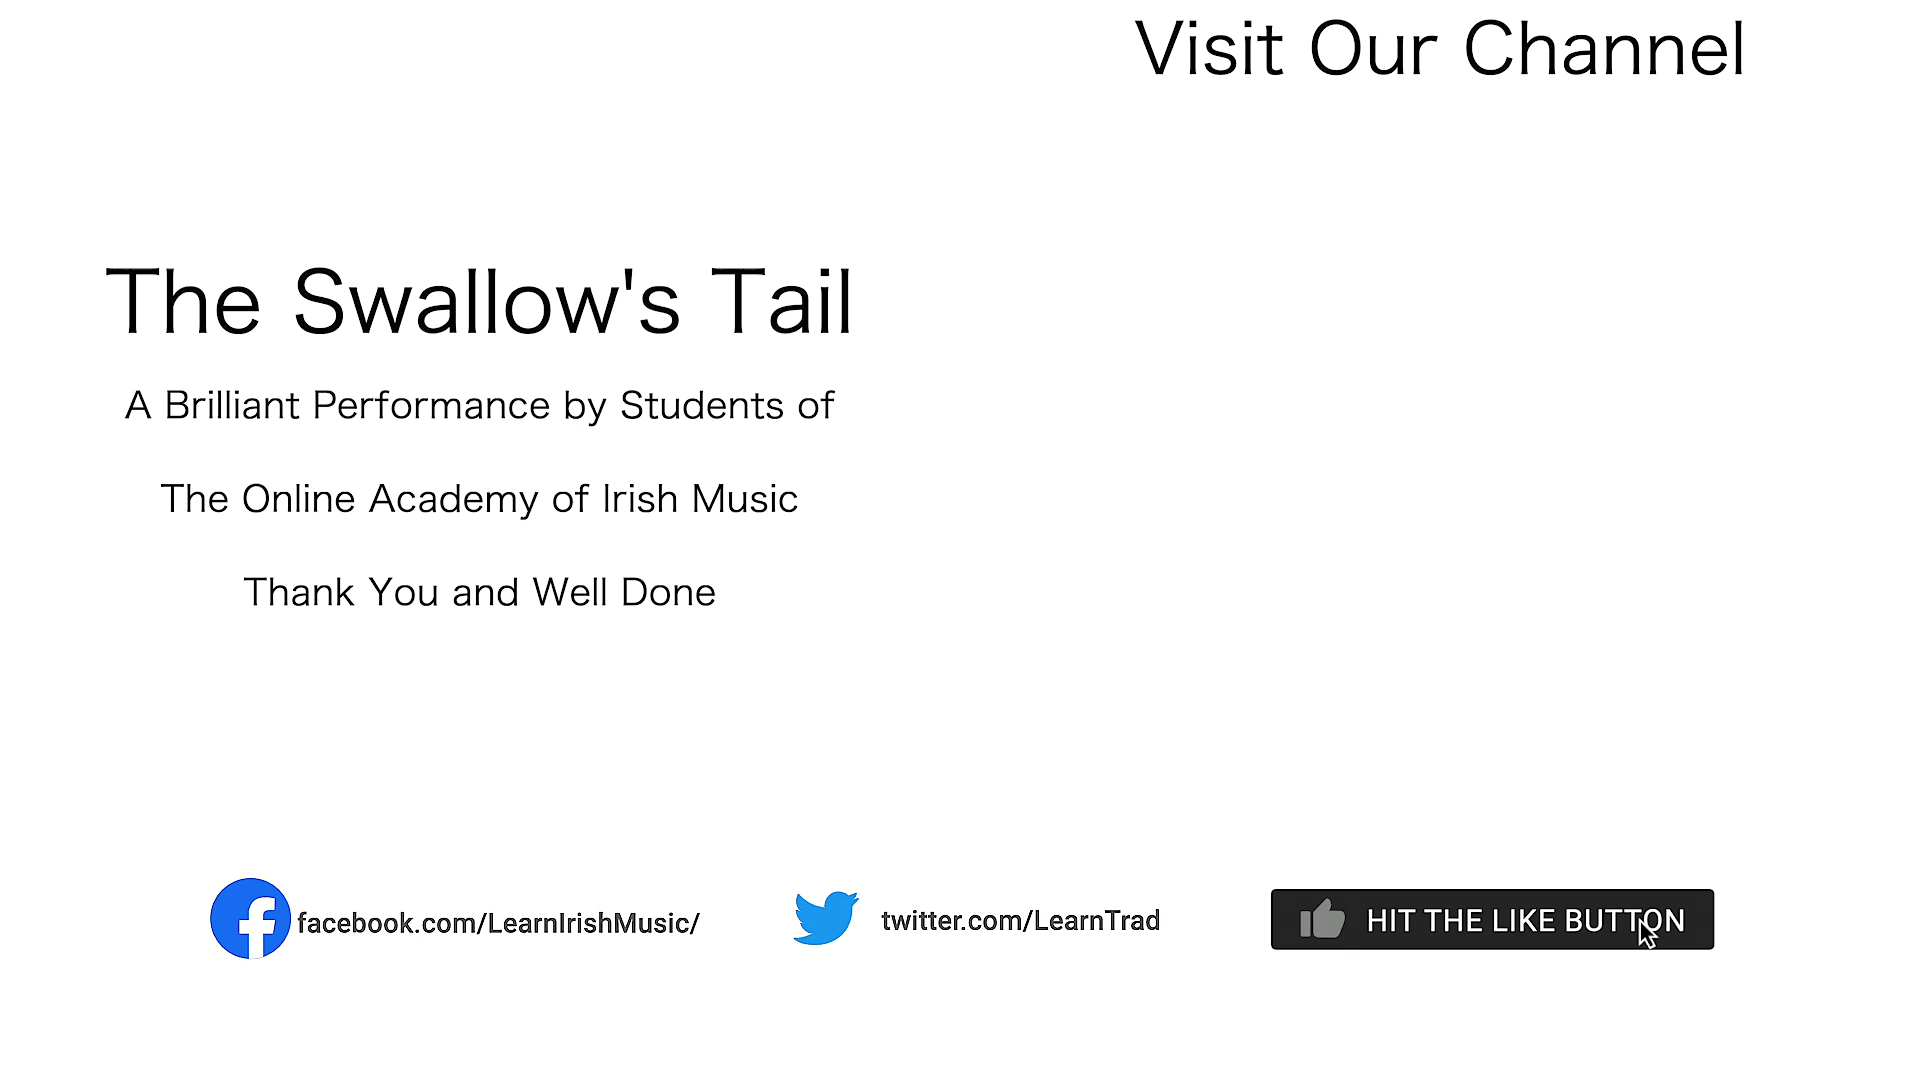 Visit Our Channel
The Swallow's Tail
A Brilliant Performance by Students of
The Online Academy of Irish Music
Thank You and Well Done
facebook.com/LearnIrishMusic/
twitter.com/LearnTrad
HIT THE LIKE BUTTON